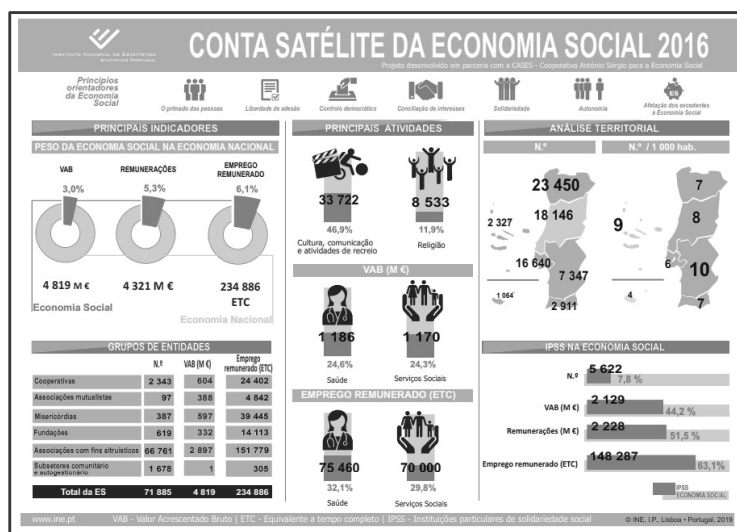 INSTITUTO NACIONAL DE ESTATÍSTICA
STATISTICS PORTUGAL
CONTA SATÉLITE DA ECONOMIA SOCIAL 2016
Projeto desenvolvido em parceria com a CASES - Cooperativa António Sérgio para a Economia Social
Princípios
orientadores
da Economia
Social
O primado das pessoas
Liberdade de adesão
Controlo democrático
Conciliação de interesses
Solidariedade
Autonomia
ES
Afetação dos excedentes
à Economia Social
PRINCIPAIS INDICADORES
PESO DA ECONOMIA SOCIAL NA ECONOMIA NACIONAL
VAB
REMUNERAÇÕES
EMPREGO
REMUNERADO
3,0%
5,3%
6,1%
4 819 M €
4 321 M €
234 886
ETC
Economia Social
Economia Nacional
GRUPOS DE ENTIDADES
N.º VAB (M €) Emprego
remunerado (ETC)
Cooperativas 2 343 604 24 402
Associações mutualistas 97 388 4 842
Misericórdias 387 597 39 445
Fundações 619 332 14 113
Associações com fins altruísticos 66 761 2 897 151 779
Subsetores comunitário
e autogestionário 1 678 1 305
Total da ES 71 885 4 819 234 886
PRINCIPAIS ATIVIDADES
33 722
8 533
46,9%
11,9%
Cultura, comunicação
e atividades de recreio
Religião
VAB (M €)
1 186
1 170
24,6%
24,3%
Saúde
Serviços Sociais
EMPREGO REMUNERADO (ETC)
75 460
70 000
32,1%
29,8%
Saúde
Serviços Sociais
ANÁLISE TERRITORIAL
N.º
N.º / 1 000 hab.
23 450
18 146
2 327
16 640
7 347
1 064
2 911
7
8
9
6
10
4
7
IPSS NA ECONOMIA SOCIAL
N.º
5 622
7,8 %
VAB (M €)
2 129
44,2 %
Remunerações (M €)
2 228
51,5 %
Emprego remunerado (ETC)
148 287
63,1%
IPSS
ECONOMIA SOCIAL
www.ine.pt
VAB - Valor Acrescentado Bruto | ETC - Equivalente a tempo completo | IPSS - Instituições particulares de solidariedade social
© INE, I.P., Lisboa • Portugal, 2019